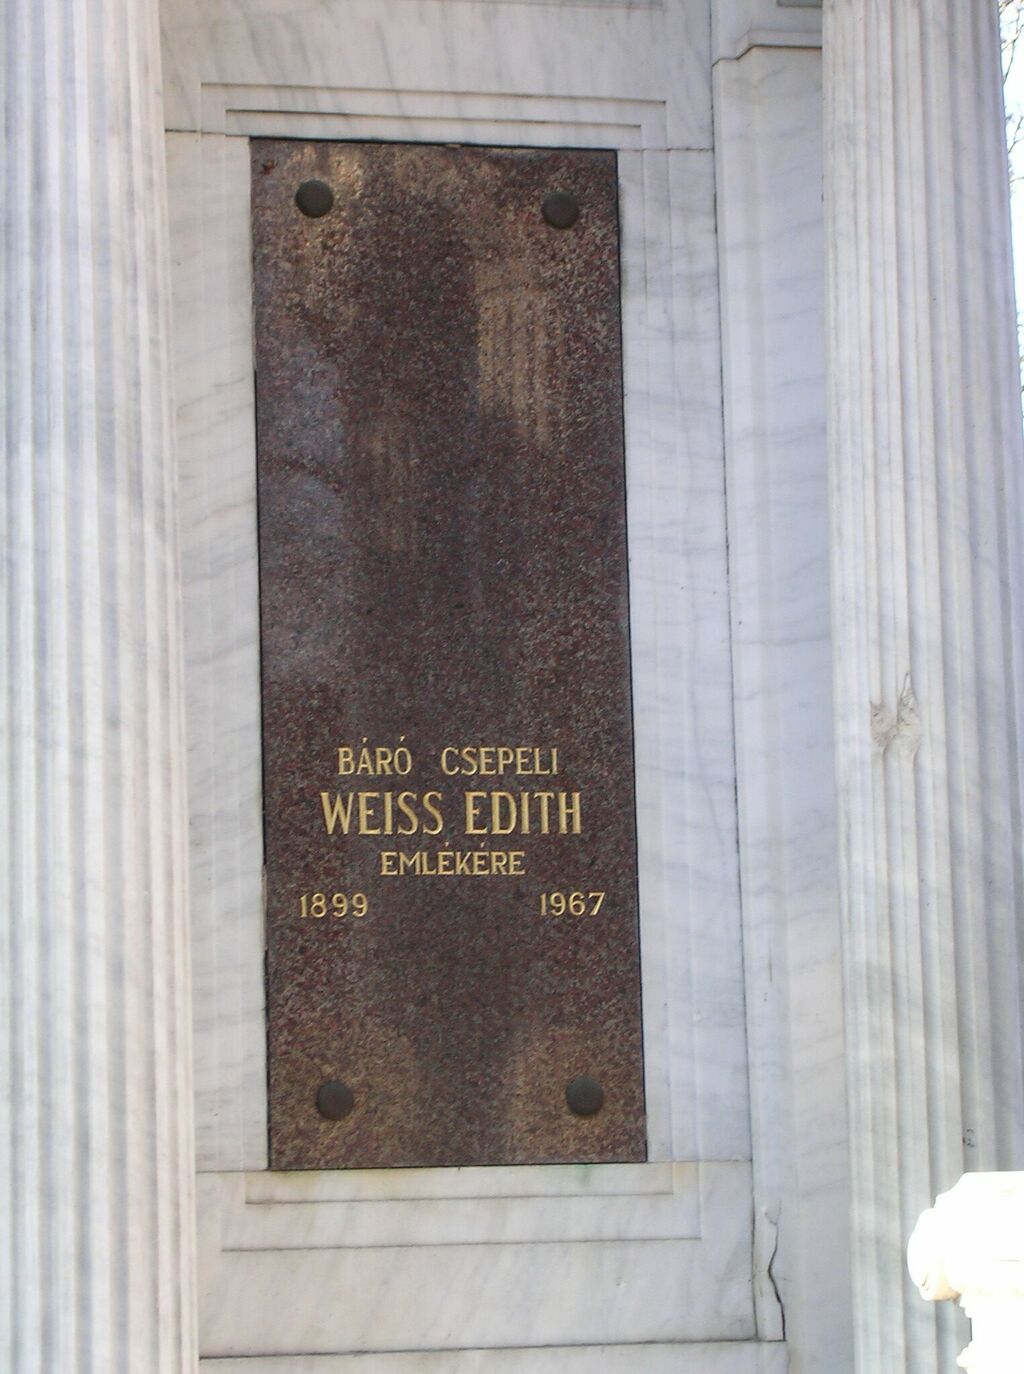 BÁRÓ CSEPELI
WEISS EDITH
EMLÉKÉRE
1899 1967